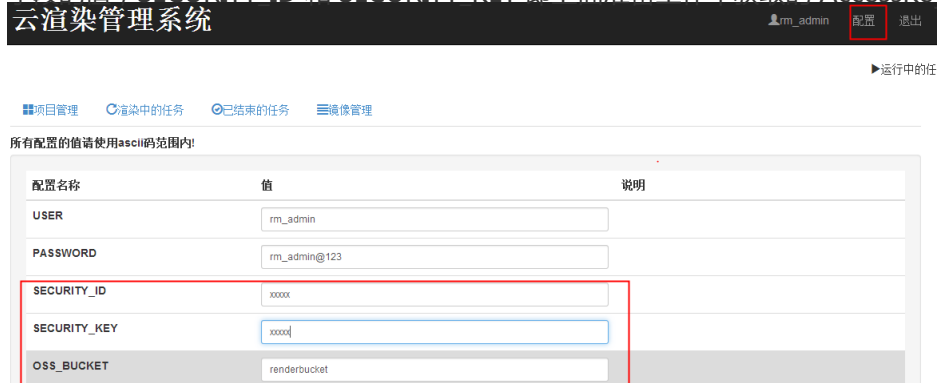 云渲染管理系统
rm_admin 配置 退出
▶运行中的任
项目管理 渲染中的任务 已结束的任务 镜像管理
所有配置的值请使用ascii码范围内!
配置名称 值 说明
USER rm_admin
PASSWORD rm_admin@123
SECURITY_ID xxxxx
SECURITY_KEY xxxxx
OSS_BUCKET renderbucket